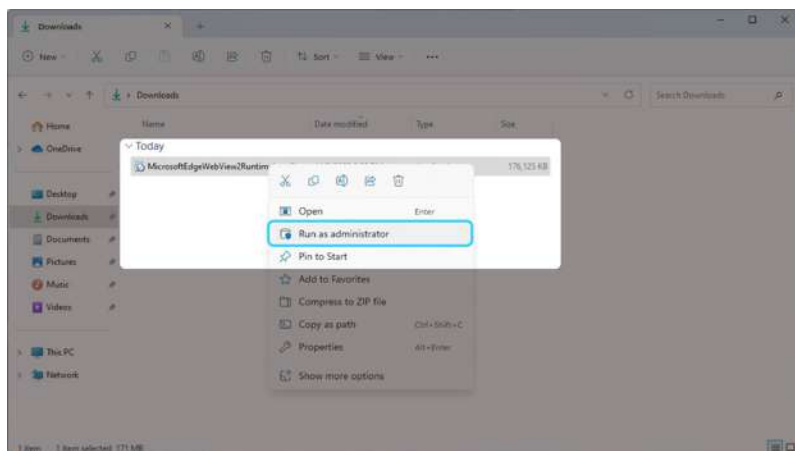 Downloads
New
Sort
View
Downloads
Search Downloads
Name
Date modified
Type
Size
Home
OneDrive
Today
MicrosoftEdgeWebView2Runtim
176,125 KB
Desktop
Downloads
Documents
Pictures
Music
Videos
This PC
Network
Open Enter
Run as administrator
Pin to Start
Add to Favorites
Compress to ZIP file
Copy as path Ctrl+Shift+C
Properties Alt+Enter
Show more options
1 item 1 item selected 171 MB